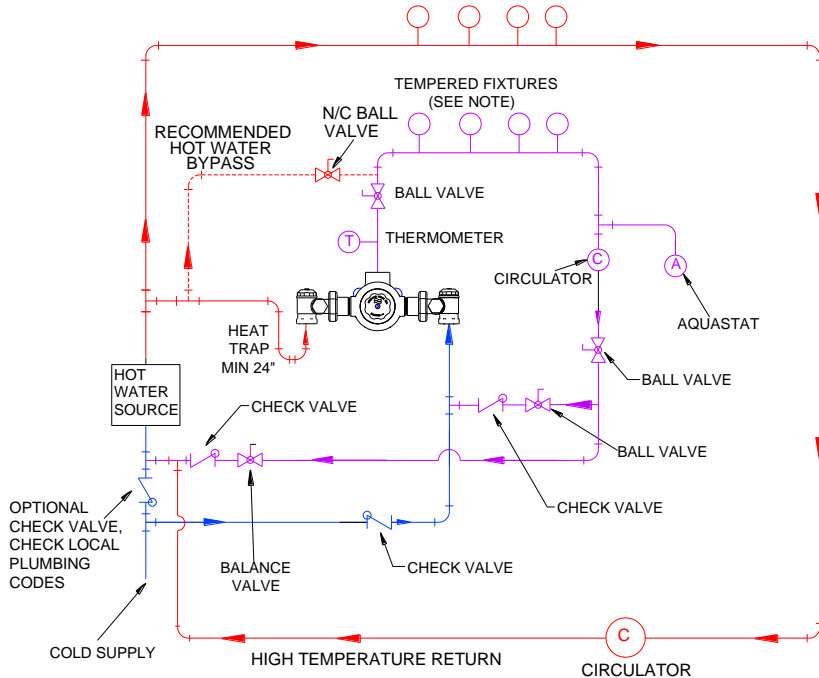 TEMPERED FIXTURES
(SEE NOTE)
N/C BALL
VALVE
RECOMMENDED
HOT WATER
BYPASS
BALL VALVE
T
THERMOMETER
C
CIRCULATOR
A
AQUASTAT
HEAT
TRAP
MIN 24"
HOT
WATER
SOURCE
BALL VALVE
CHECK VALVE
BALL VALVE
CHECK VALVE
OPTIONAL
CHECK VALVE,
CHECK LOCAL
PLUMBING
CODES
BALANCE
VALVE
CHECK VALVE
COLD SUPPLY
HIGH TEMPERATURE RETURN
C
CIRCULATOR